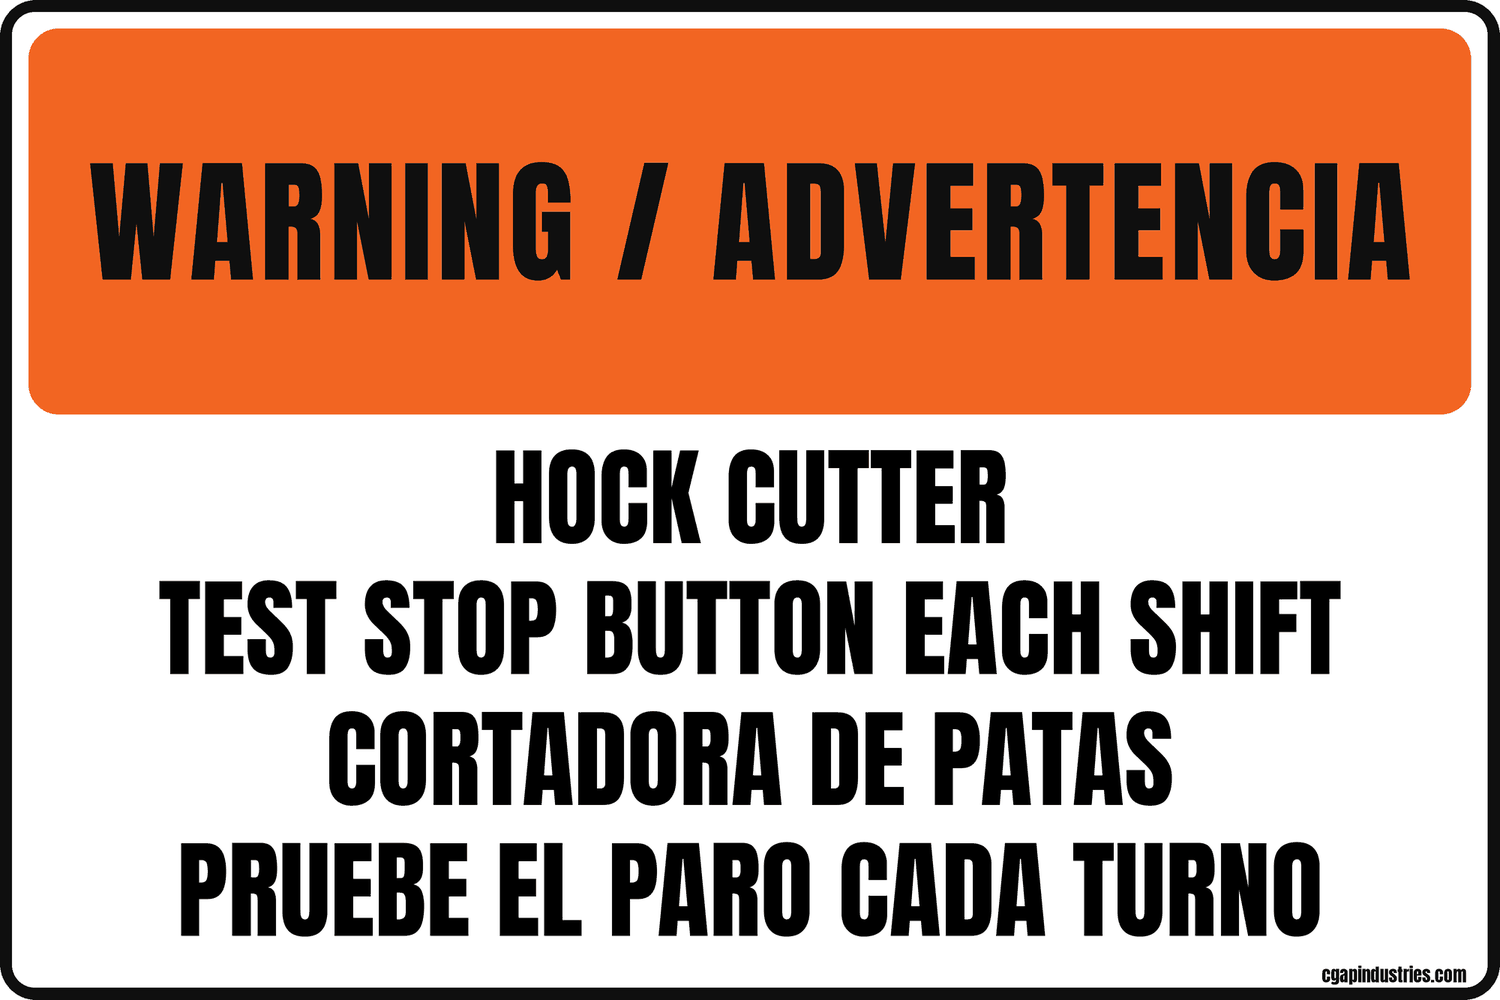 WARNING / ADVERTENCIA
HOCK CUTTER
TEST STOP BUTTON EACH SHIFT
CORTADORA DE PATAS
PRUEBE EL PARO CADA TURNO
cgapindustries.com